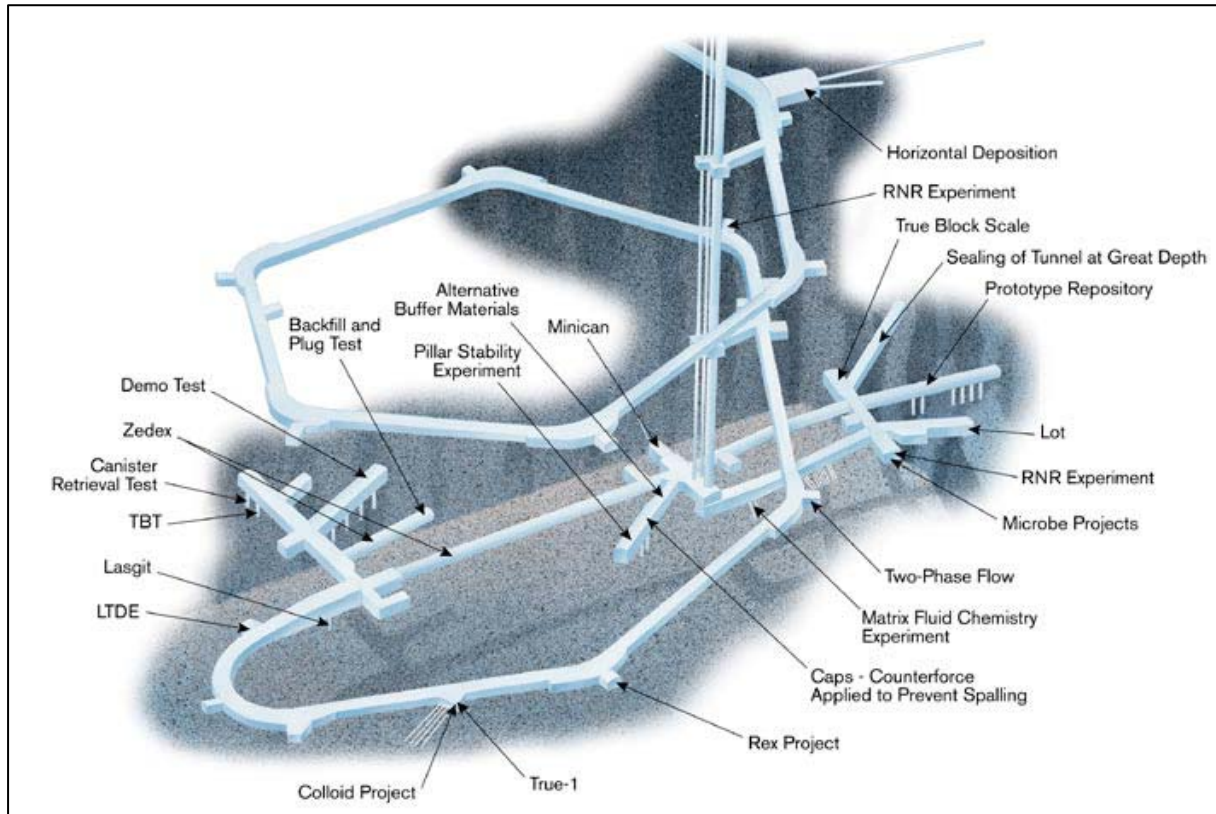 Horizontal Deposition
RNR Experiment
True Block Scale
Sealing of Tunnel at Great Depth
Prototype Repository
Alternative
Buffer Materials
Minican
Backfill and
Plug Test
Pillar Stability
Experiment
Demo Test
Zedex
Canister
Retrieval Test
TBT
Lasgit
LTDE
Lot
RNR Experiment
Microbe Projects
Two-Phase Flow
Matrix Fluid Chemistry
Experiment
Caps - Counterforce
Applied to Prevent Spalling
Rex Project
True-1
Colloid Project